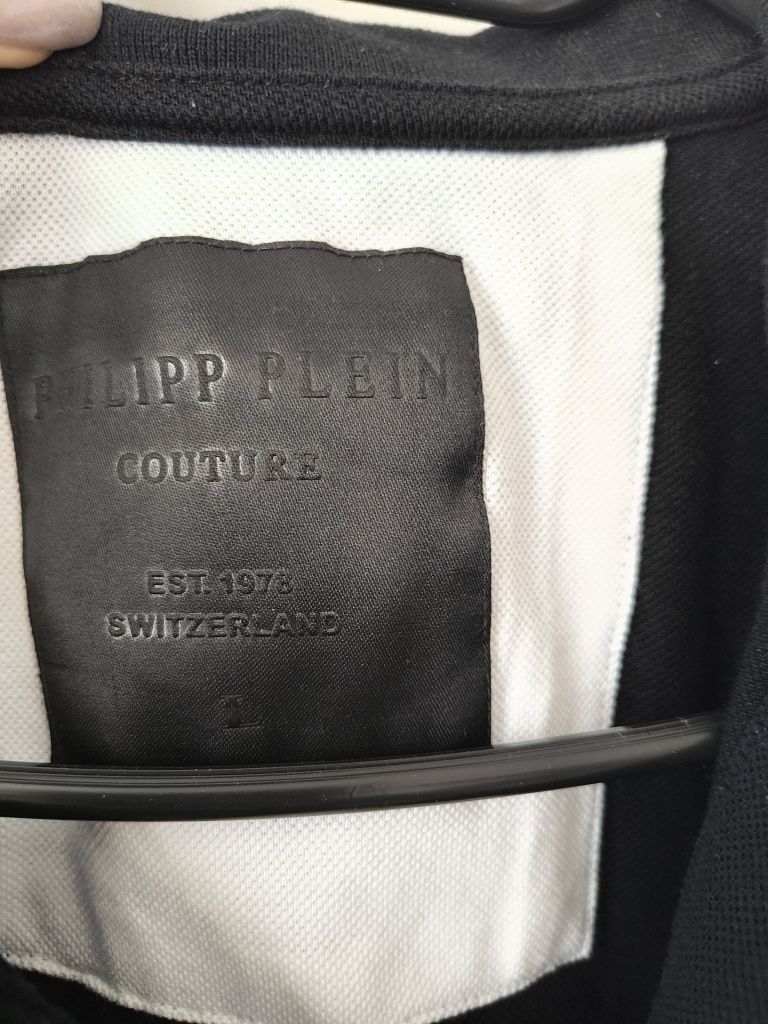 PHILIPP PLEIN
COUTURE
EST. 1978
SWITZERLAND
L